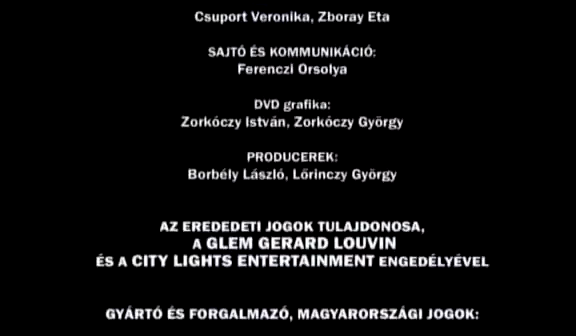 Csuport Veronika, Zboray Eta
SAJTÓ ÉS KOMMUNIKÁCIÓ:
Ferenczi Orsolya
DVD grafika:
Zorkóczy István, Zorkóczy György
PRODUCEREK:
Borbély László, Lőrinczy György
AZ EREDEDETI JOGOK TULAJDONOSA,
A GLEM GERARD LOUVIN
ÉS A CITY LIGHTS ENTERTAINMENT ENGEDÉLYÉVEL
GYÁRTÓ ÉS FORGALMAZÓ, MAGYARORSZÁGI JOGOK: